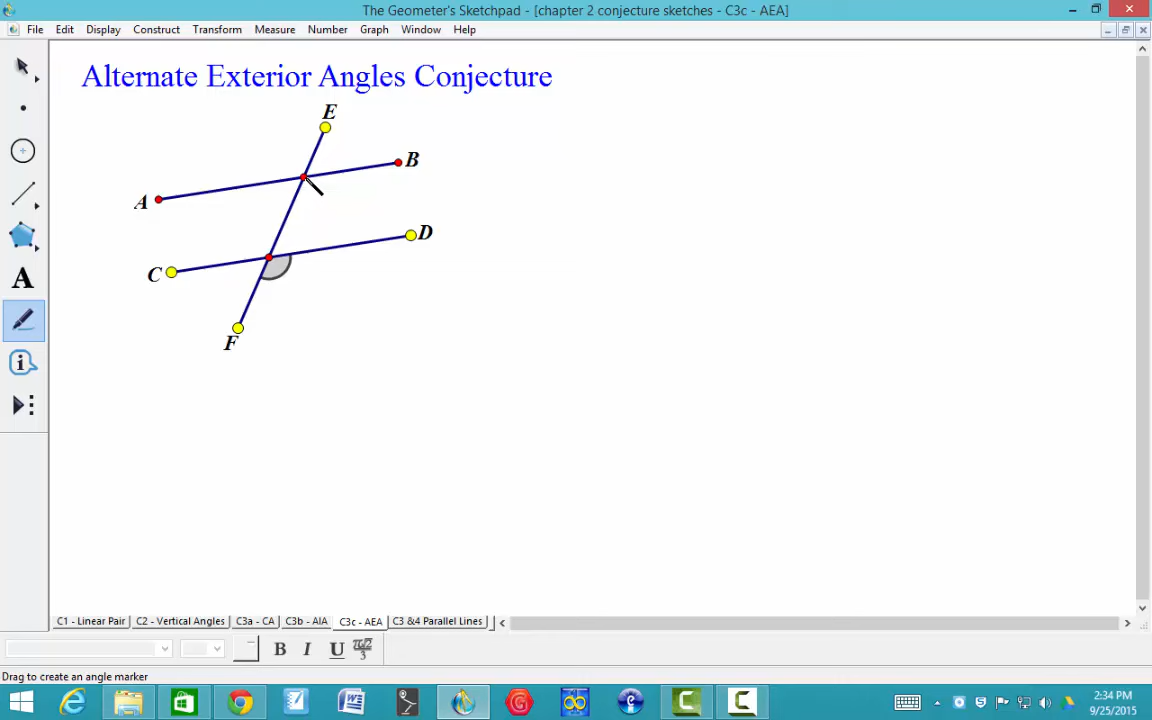 The Geometer's Sketchpad - [chapter 2 conjecture sketches - C3c - AEA]
File Edit Display Construct Transform Measure Number Graph Window Help
Alternate Exterior Angles Conjecture
E
B
A
D
C
F
A
C1 - Linear Pair C2 - Vertical Angles C3a - CA C3b - AIA C3c - AEA C3 &4 Parallel Lines
B I U
Drag to create an angle marker
2:34 PM
9/25/2015